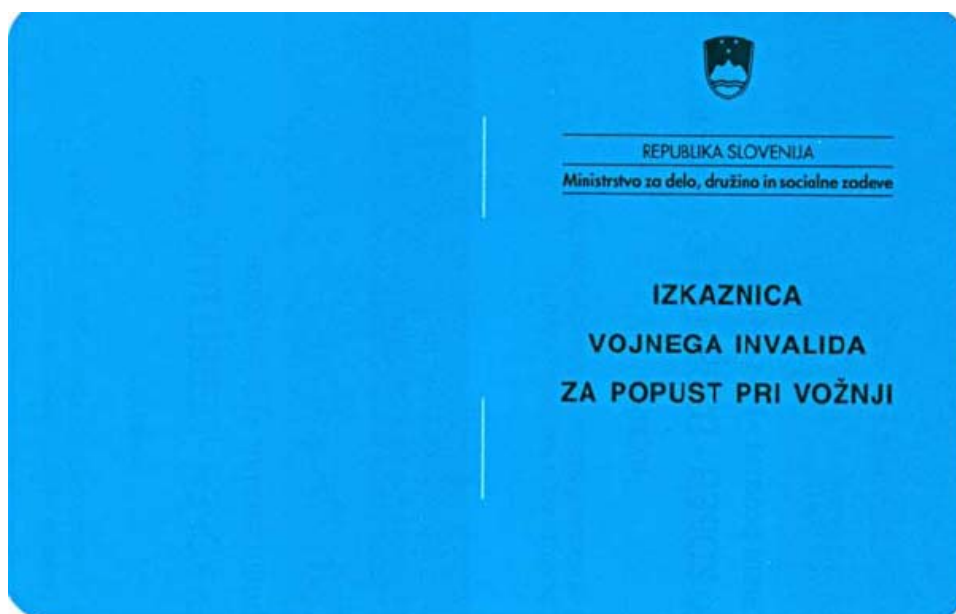 REPUBLIKA SLOVENIJA
Ministrstvo za delo, družino in socialne zadeve
IZKAZNICA
VOJNEGA INVALIDA
ZA POPUST PRI VOŽNJI